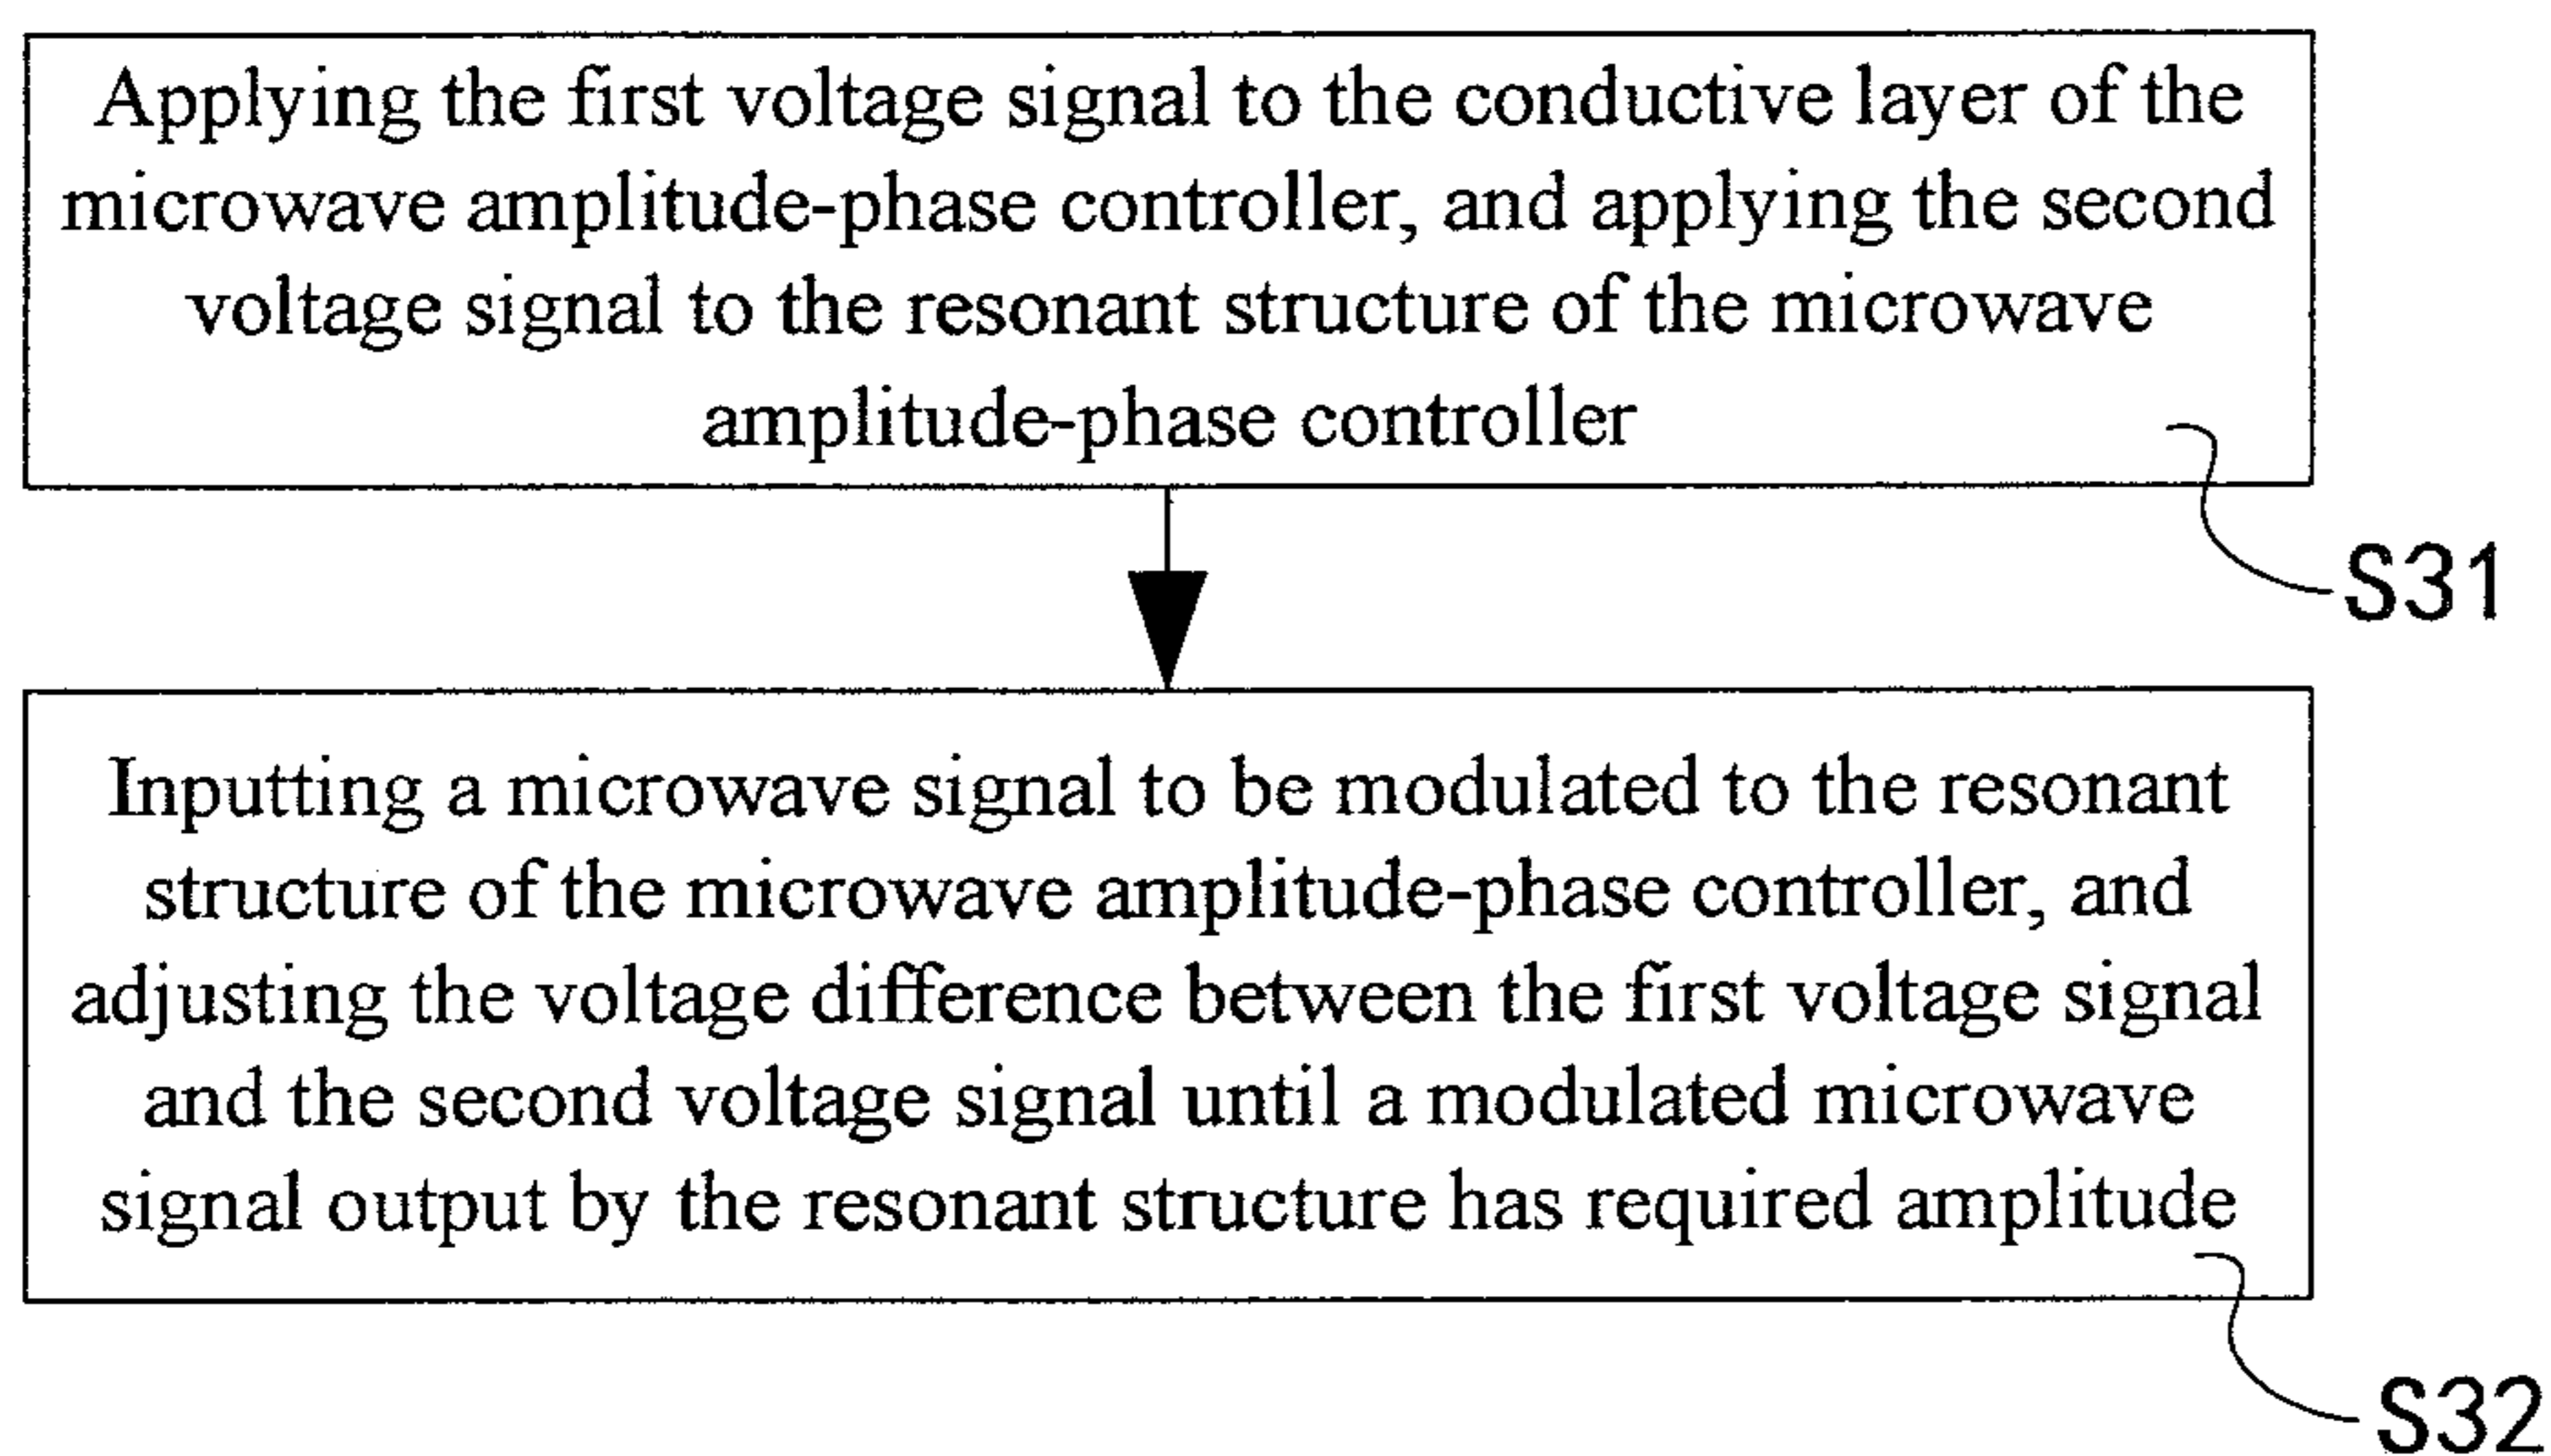 Applying the first voltage signal to the conductive layer of the
microwave amplitude-phase controller, and applying the second
voltage signal to the resonant structure of the microwave
amplitude-phase controller
S31
Inputting a microwave signal to be modulated to the resonant
structure of the microwave amplitude-phase controller, and
adjusting the voltage difference between the first voltage signal
and the second voltage signal until a modulated microwave
signal output by the resonant structure has required amplitude
S32